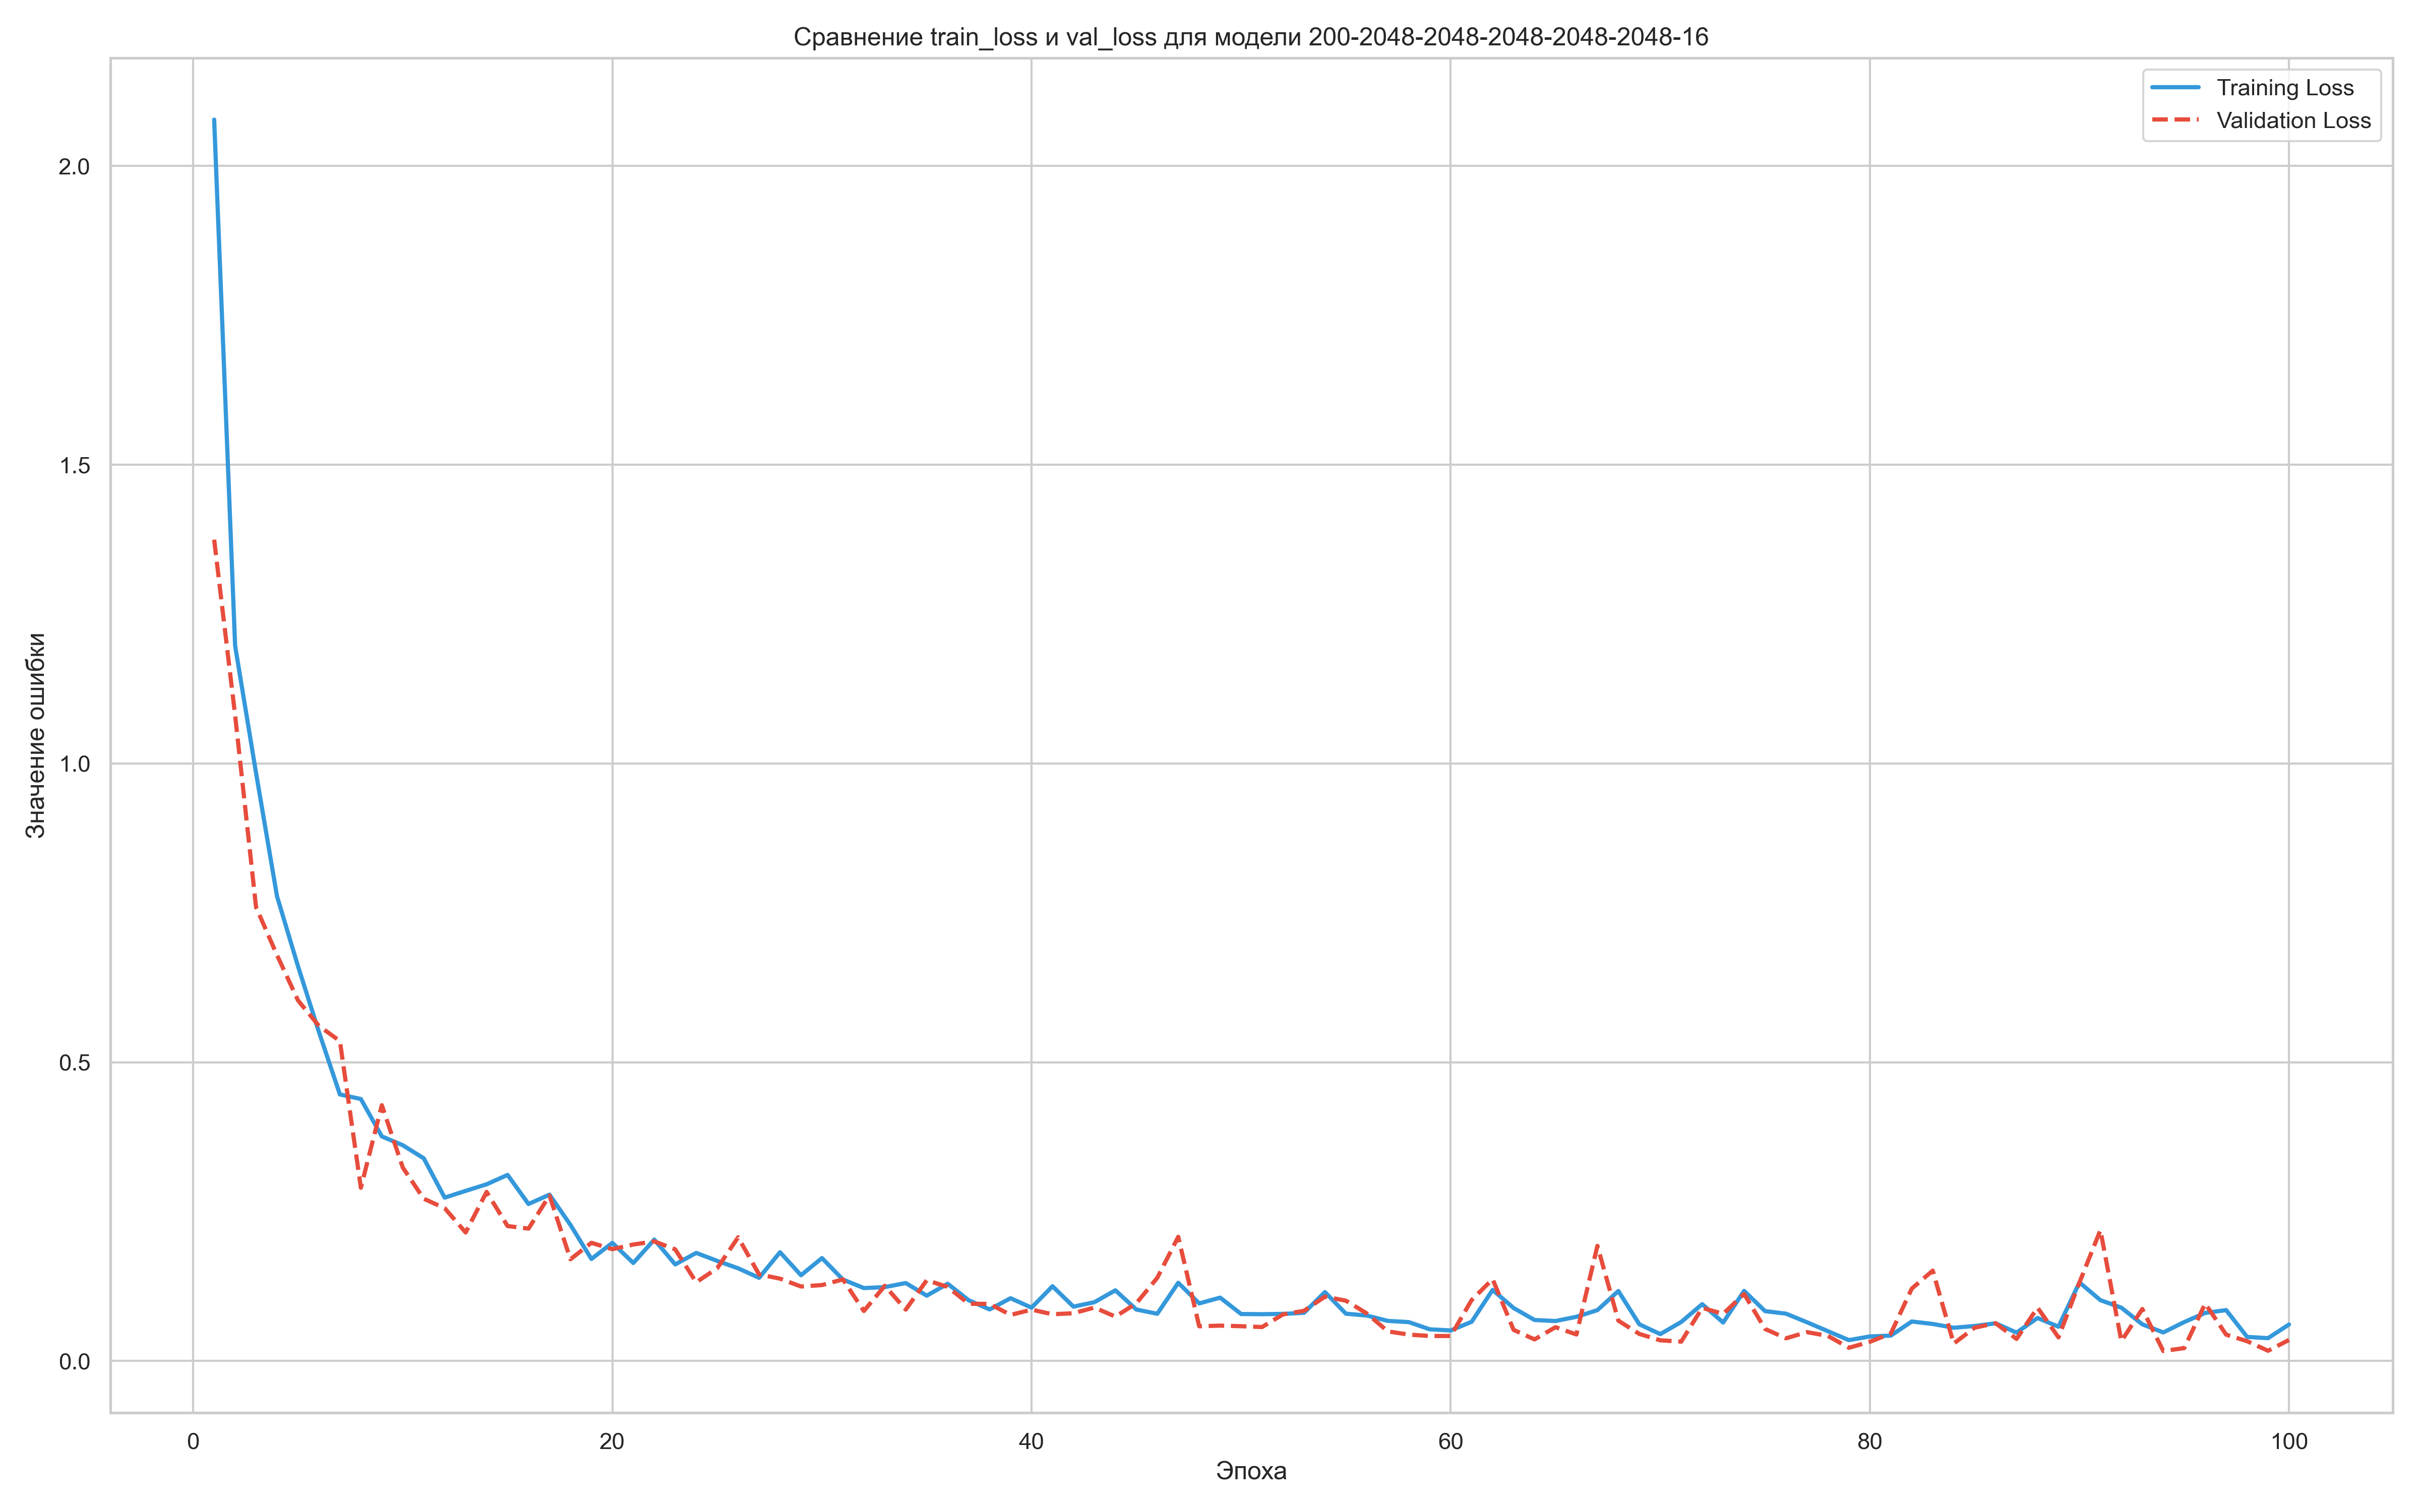 Сравнение train_loss и val_loss для модели 200-2048-2048-2048-2048-2048-16
Training Loss
Validation Loss
2.0
1.5
1.0
0.5
0.0
Значение ошибки
0 20 40 60 80 100
Эпоха